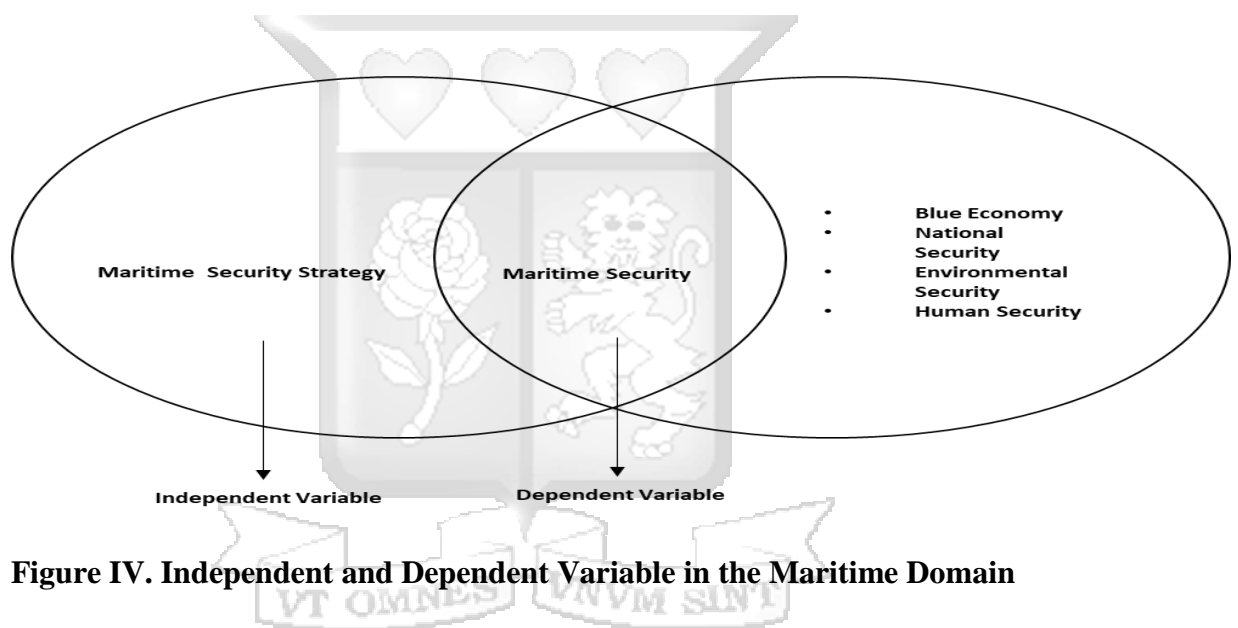 Maritime Security Strategy
Maritime Security
• Blue Economy
• National
Security
• Environmental
Security
• Human Security
Independent Variable
Dependent Variable
Figure IV. Independent and Dependent Variable in the Maritime Domain
VT OMNES VNVM SINT